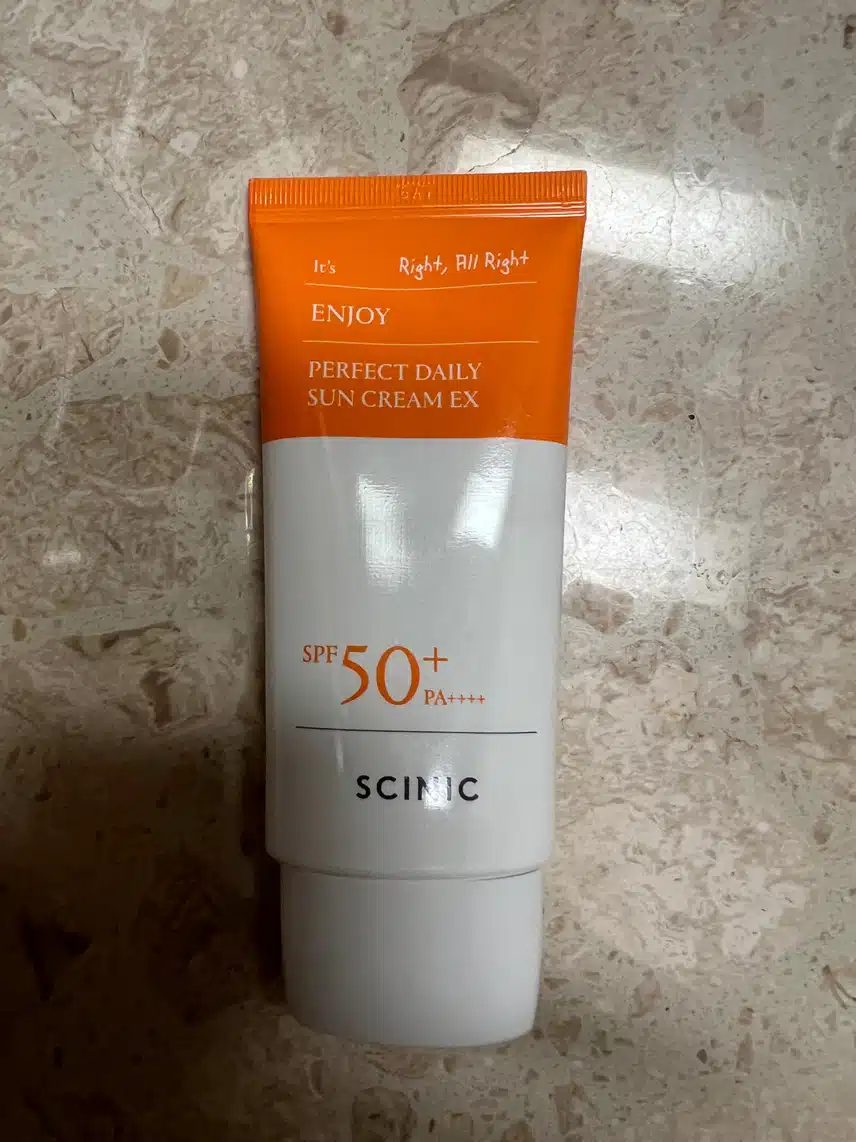 It's Right, All Right
ENJOY
PERFECT DAILY
SUN CREAM EX
SPF 50+ PA++++
SCINIC